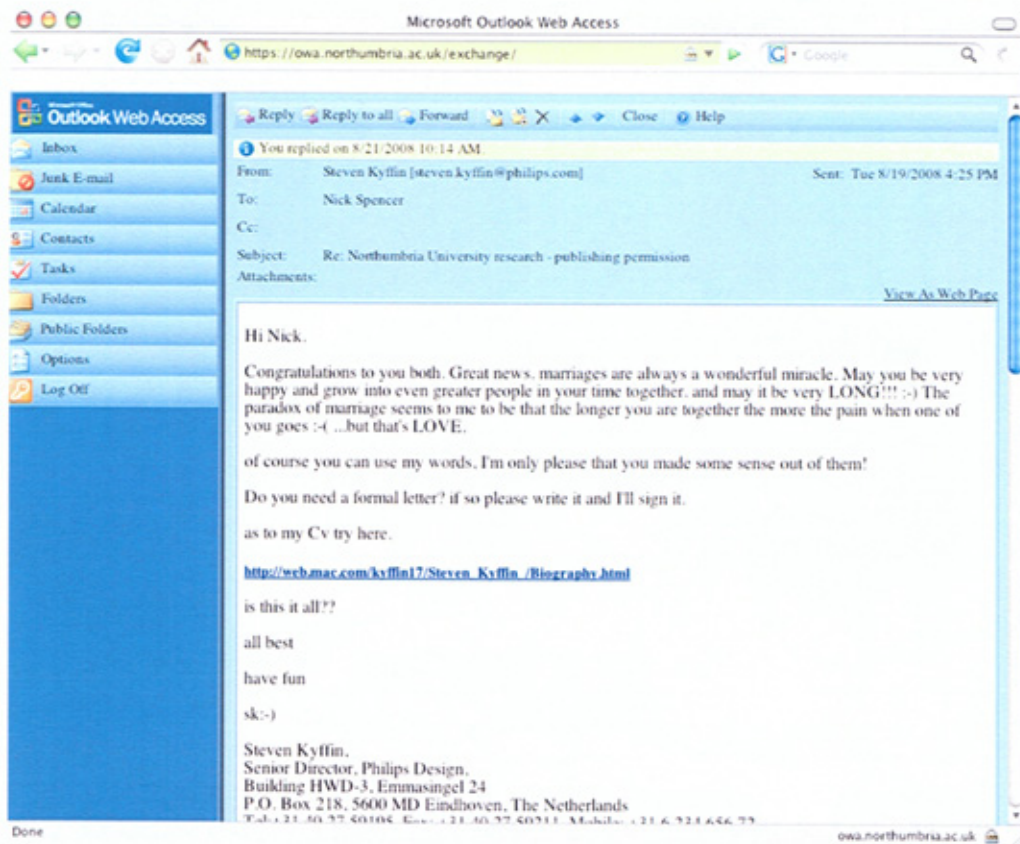 Microsoft Outlook Web Access
https://owa.northumbria.ac.uk/exchange/
G Google
Microsoft Office
Outlook Web Access
Reply Reply to all Forward Close Help
Inbox
Junk E-mail
Calendar
Contacts
Tasks
Folders
Public Folders
Options
Log Off
You replied on 8/21/2008 10:14 AM.
From: Steven Kyffin [steven.kyffin@philips.com] Sent: Tue 8/19/2008 4:25 PM
To: Nick Spencer
Cc:
Subject: Re: Northumbria University research - publishing permission
Attachments:
View As Web Page
Hi Nick,
Congratulations to you both. Great news, marriages are always a wonderful miracle. May you be very
happy and grow into even greater people in your time together, and may it be very LONG!!! :-) The
paradox of marriage seems to me to be that the longer you are together the more the pain when one of
you goes :-( ...but that's LOVE.
of course you can use my words, I'm only please that you made some sense out of them!
Do you need a formal letter? if so please write it and I'll sign it.
as to my Cv try here.
http://web.mac.com/kyffin17/Steven_Kyffin_/Biography.html
is this it all??
all best
have fun
sk:-)
Steven Kyffin,
Senior Director, Philips Design,
Building HWD-3, Emmasingel 24
P.O. Box 218, 5600 MD Eindhoven, The Netherlands
Done
owa.northumbria.ac.uk